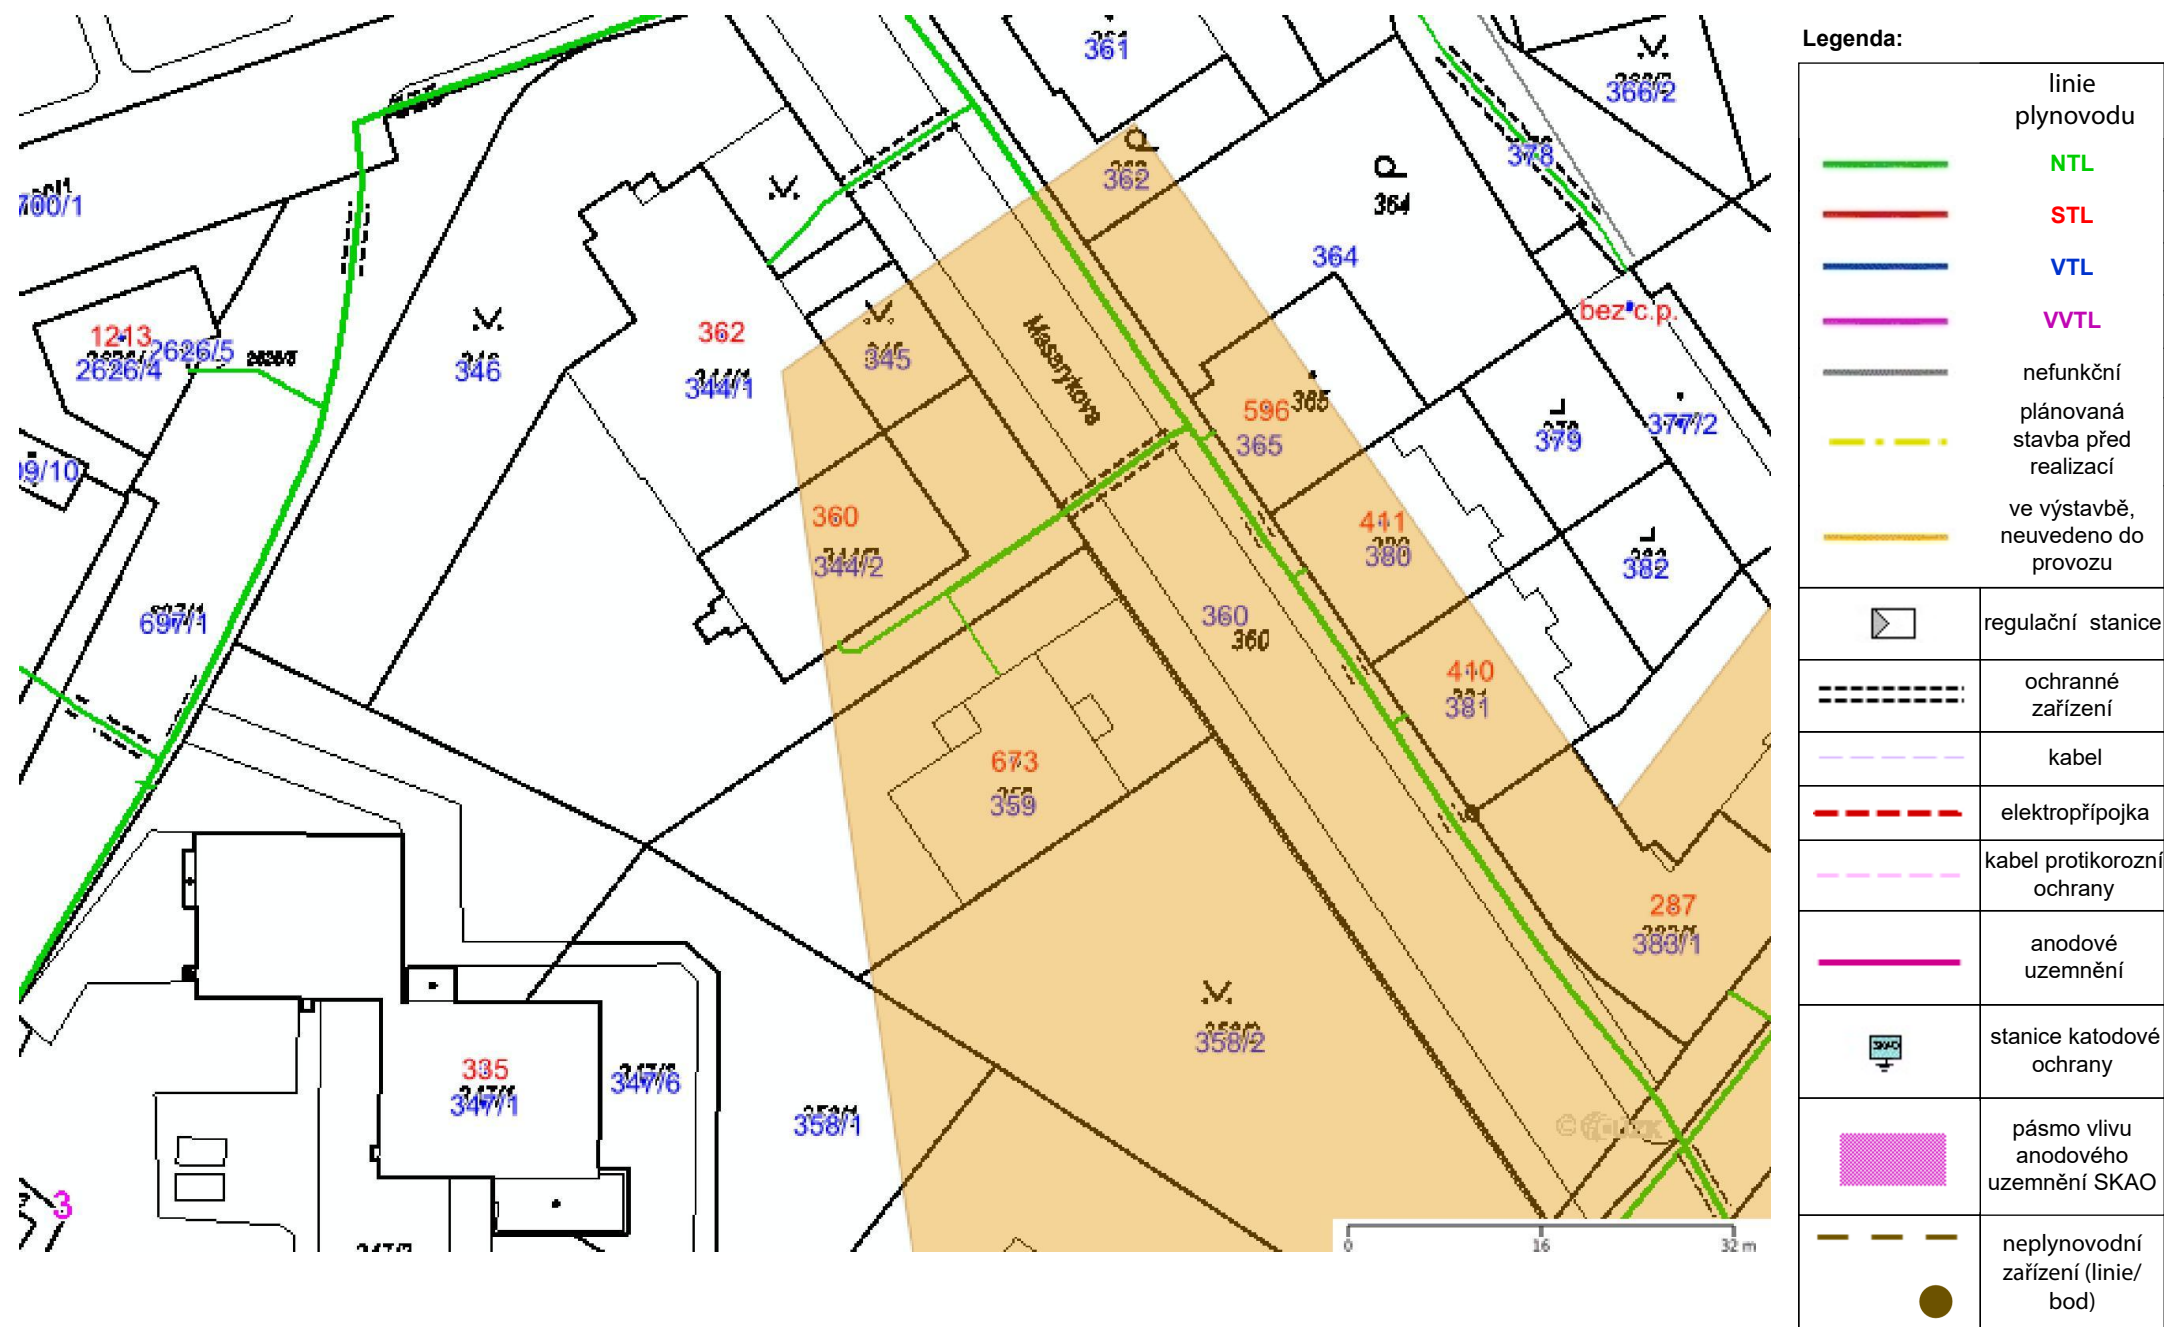 361
366/2
362
378
364
364
700/1
1213
2626/5
2626/4
346
362
344/1
345
Masarykova
bez č.p.
596
365
365
379
377/2
09/10
360
344/2
411
380
382
697/1
360
360
410
381
673
359
287
383/1
358/2
335
347/1
347/6
358/1
3
0 16 32 m
Legenda:
linie
plynovodu
NTL
STL
VTL
VVTL
nefunkční
plánovaná
stavba před
realizací
ve výstavbě,
neuvedeno do
provozu
regulační stanice
ochranné
zařízení
kabel
elektropřípojka
kabel protikorozní
ochrany
anodové
uzemnění
SKAO
stanice katodové
ochrany
pásmo vlivu
anodového
uzemnění SKAO
neplynovodní
zařízení (linie/
bod)